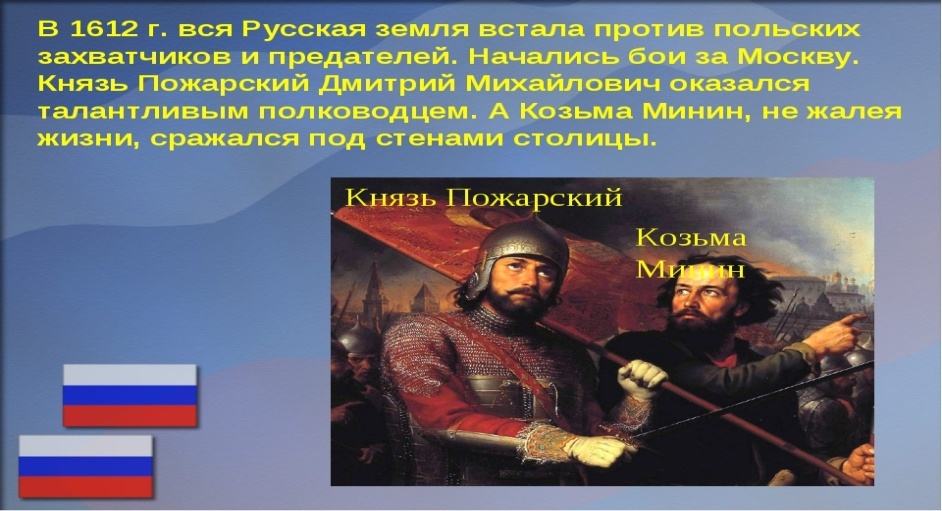 В 1612 г. вся Русская земля встала против польских
захватчиков и предателей. Начались бои за Москву.
Князь Пожарский Дмитрий Михайлович оказался
талантливым полководцем. А Козьма Минин, не жалея
жизни, сражался под стенами столицы.
Князь Пожарский
Козьма
Минин